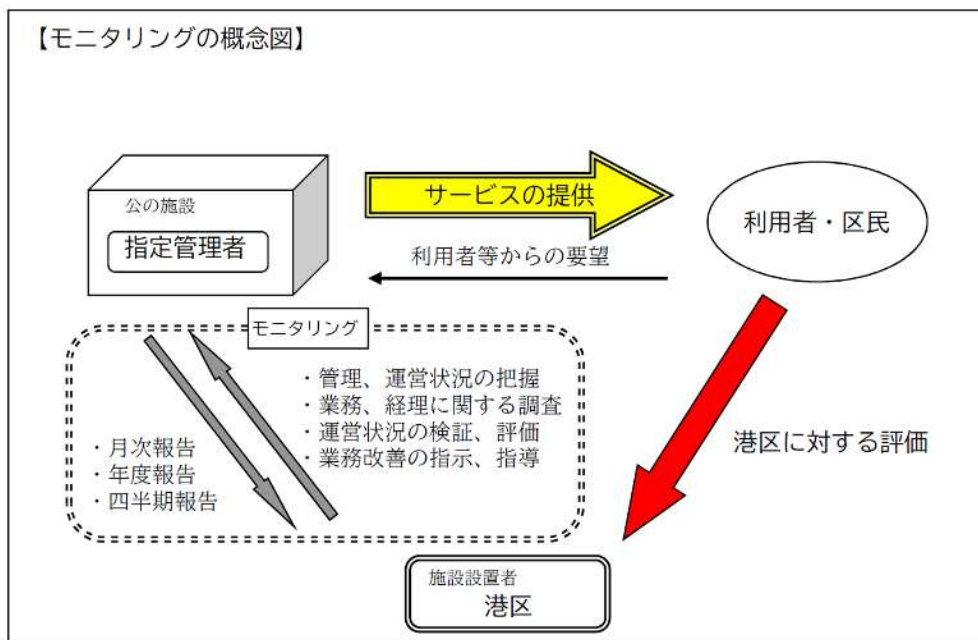 【モニタリングの概念図】
公の施設
指定管理者
サービスの提供
利用者等からの要望
利用者・区民
モニタリング
・管理、運営状況の把握
・業務、経理に関する調査
・運営状況の検証、評価
・業務改善の指示、指導
・月次報告
・年度報告
・四半期報告
港区に対する評価
施設設置者
港区